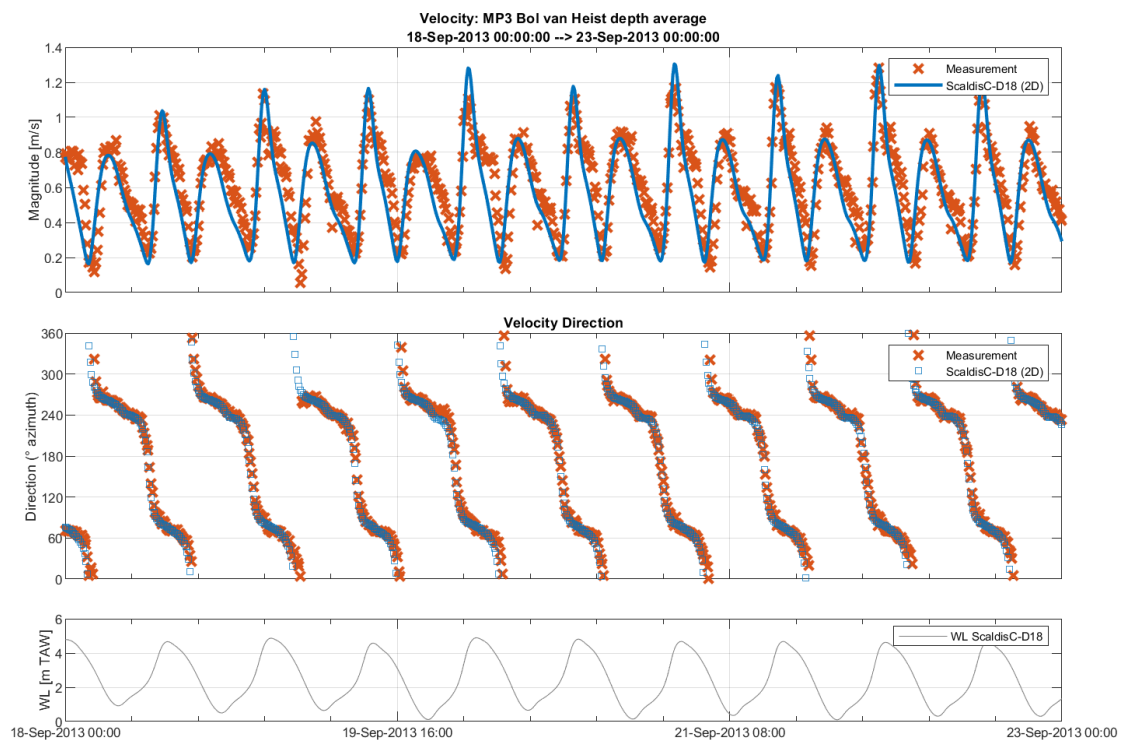 Velocity: MP3 Bol van Heist depth average
18-Sep-2013 00:00:00 --> 23-Sep-2013 00:00:00
Magnitude [m/s]
1.4
1.2
1
0.8
0.6
0.4
0.2
0
Measurement
ScaldisC-D18 (2D)
Velocity Direction
Direction (° azimuth)
360
300
240
180
120
60
0
Measurement
ScaldisC-D18 (2D)
WL [m TAW]
6
4
2
0
WL ScaldisC-D18
18-Sep-2013 00:00
19-Sep-2013 16:00
21-Sep-2013 08:00
23-Sep-2013 00:00